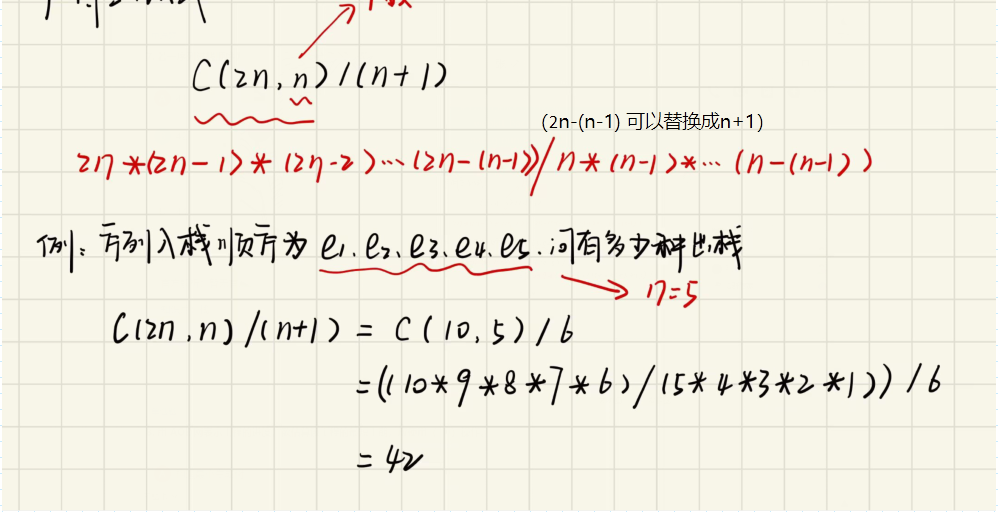 C(2n,n)/(n+1)
(2n-(n-1) 可以替换成n+1)
2n*(2n-1)*(2n-2)…(2n-(n-1))/n*(n-1)*…(n-(n-1))
例:序列入栈顺序为e1.e2、e3、e4、e5.问有多少种出栈
n=5
C(2n,n)/(n+1) = C(10,5)/6
=((10*9*8*7*6)/(5*4*3*2*1))/6
= 42